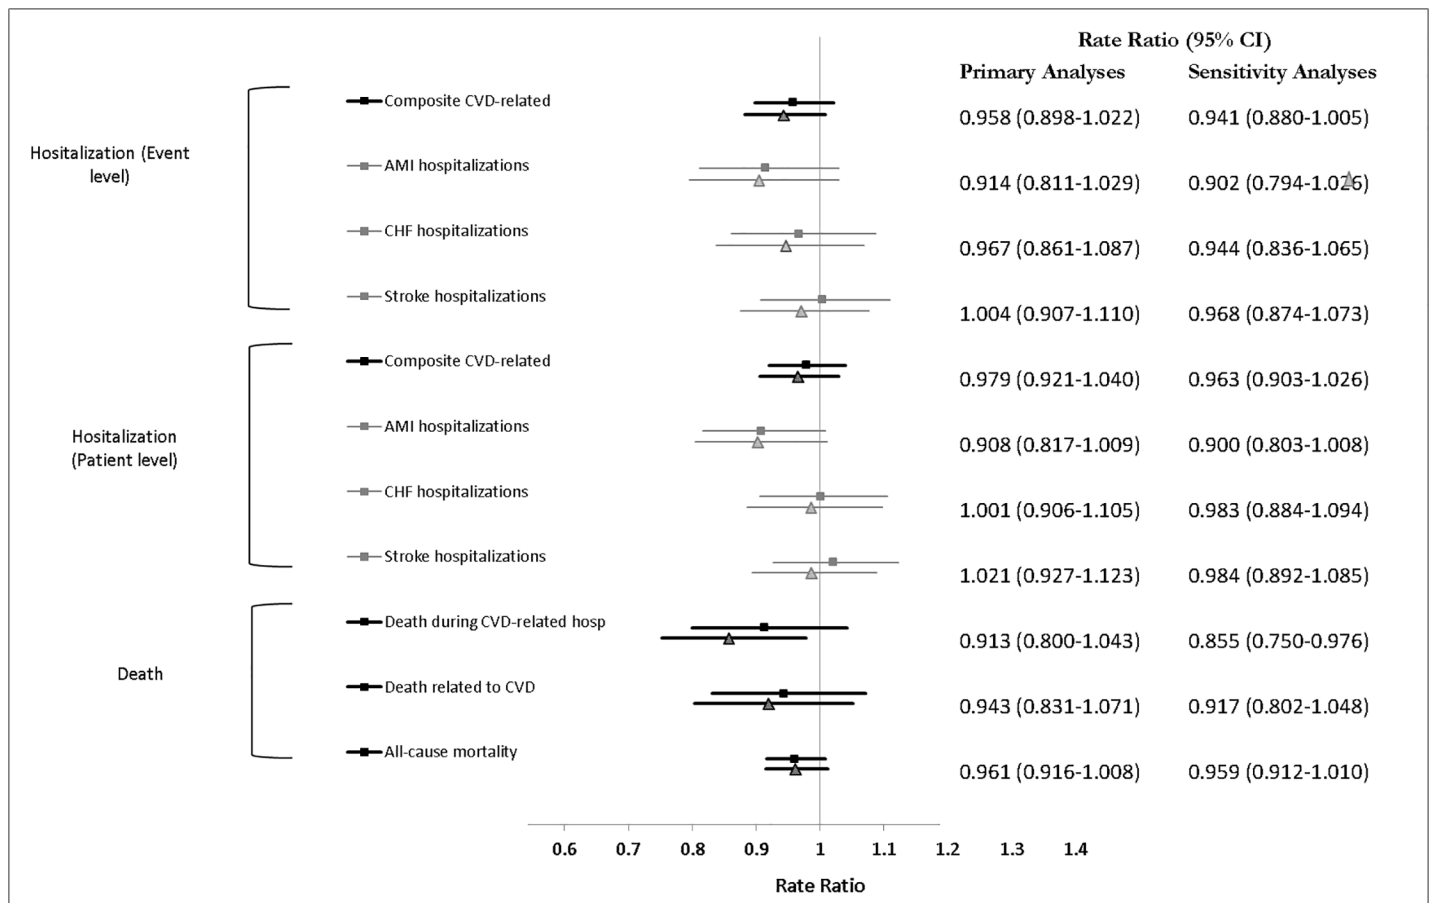 Rate Ratio (95% CI)
Primary Analyses Sensitivity Analyses
Composite CVD-related 0.958 (0.898-1.022) 0.941 (0.880-1.005)
Hositalization (Event
level)
AMI hospitalizations 0.914 (0.811-1.029) 0.902 (0.794-1.026)
CHF hospitalizations 0.967 (0.861-1.087) 0.944 (0.836-1.065)
Stroke hospitalizations 1.004 (0.907-1.110) 0.968 (0.874-1.073)
Composite CVD-related 0.979 (0.921-1.040) 0.963 (0.903-1.026)
Hositalization
(Patient level)
AMI hospitalizations 0.908 (0.817-1.009) 0.900 (0.803-1.008)
CHF hospitalizations 1.001 (0.906-1.105) 0.983 (0.884-1.094)
Stroke hospitalizations 1.021 (0.927-1.123) 0.984 (0.892-1.085)
Death during CVD-related hosp 0.913 (0.800-1.043) 0.855 (0.750-0.976)
Death
Death related to CVD 0.943 (0.831-1.071) 0.917 (0.802-1.048)
All-cause mortality 0.961 (0.916-1.008) 0.959 (0.912-1.010)
0.6 0.7 0.8 0.9 1 1.1 1.2 1.3 1.4
Rate Ratio